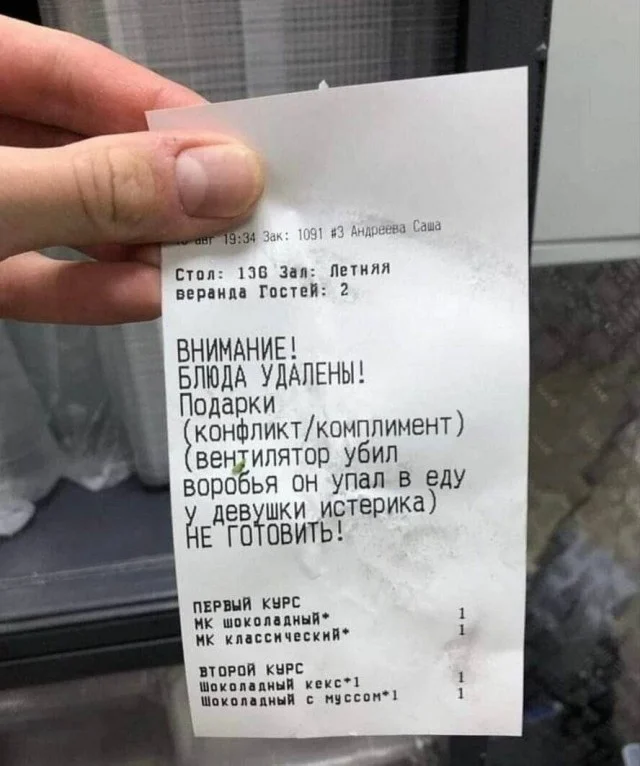 авг 19:34 Зак: 1091 #3 Андреева Саша
Стол: 138 Зал: Летняя
веранда Гостей: 2
ВНИМАНИЕ!
БЛЮДА УДАЛЕНЫ!
Подарки
(конфликт/комплимент)
(вентилятор убил
воробья он упал в еду
у девушки истерика)
НЕ ГОТОВИТЬ!
ПЕРВЫЙ КУРС
МК шоколадный* 1
МК классический* 1
ВТОРОЙ КУРС
Шоколадный кекс*1 1
Шоколадный с муссом*1 1